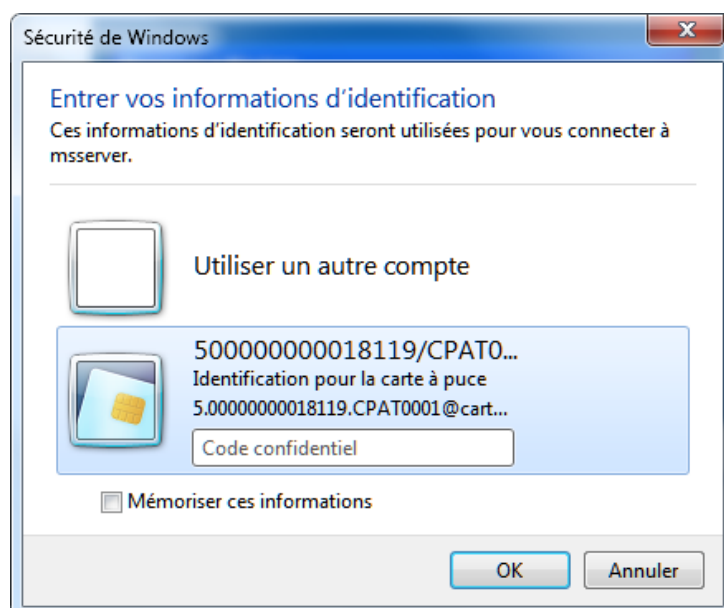 Sécurité de Windows
Entrer vos informations d'identification
Ces informations d'identification seront utilisées pour vous connecter à
msserver.
Utiliser un autre compte
500000000018119/CPAT0...
Identification pour la carte à puce
5.00000000018119.CPAT0001@cart...
Code confidentiel
Mémoriser ces informations
OK
Annuler